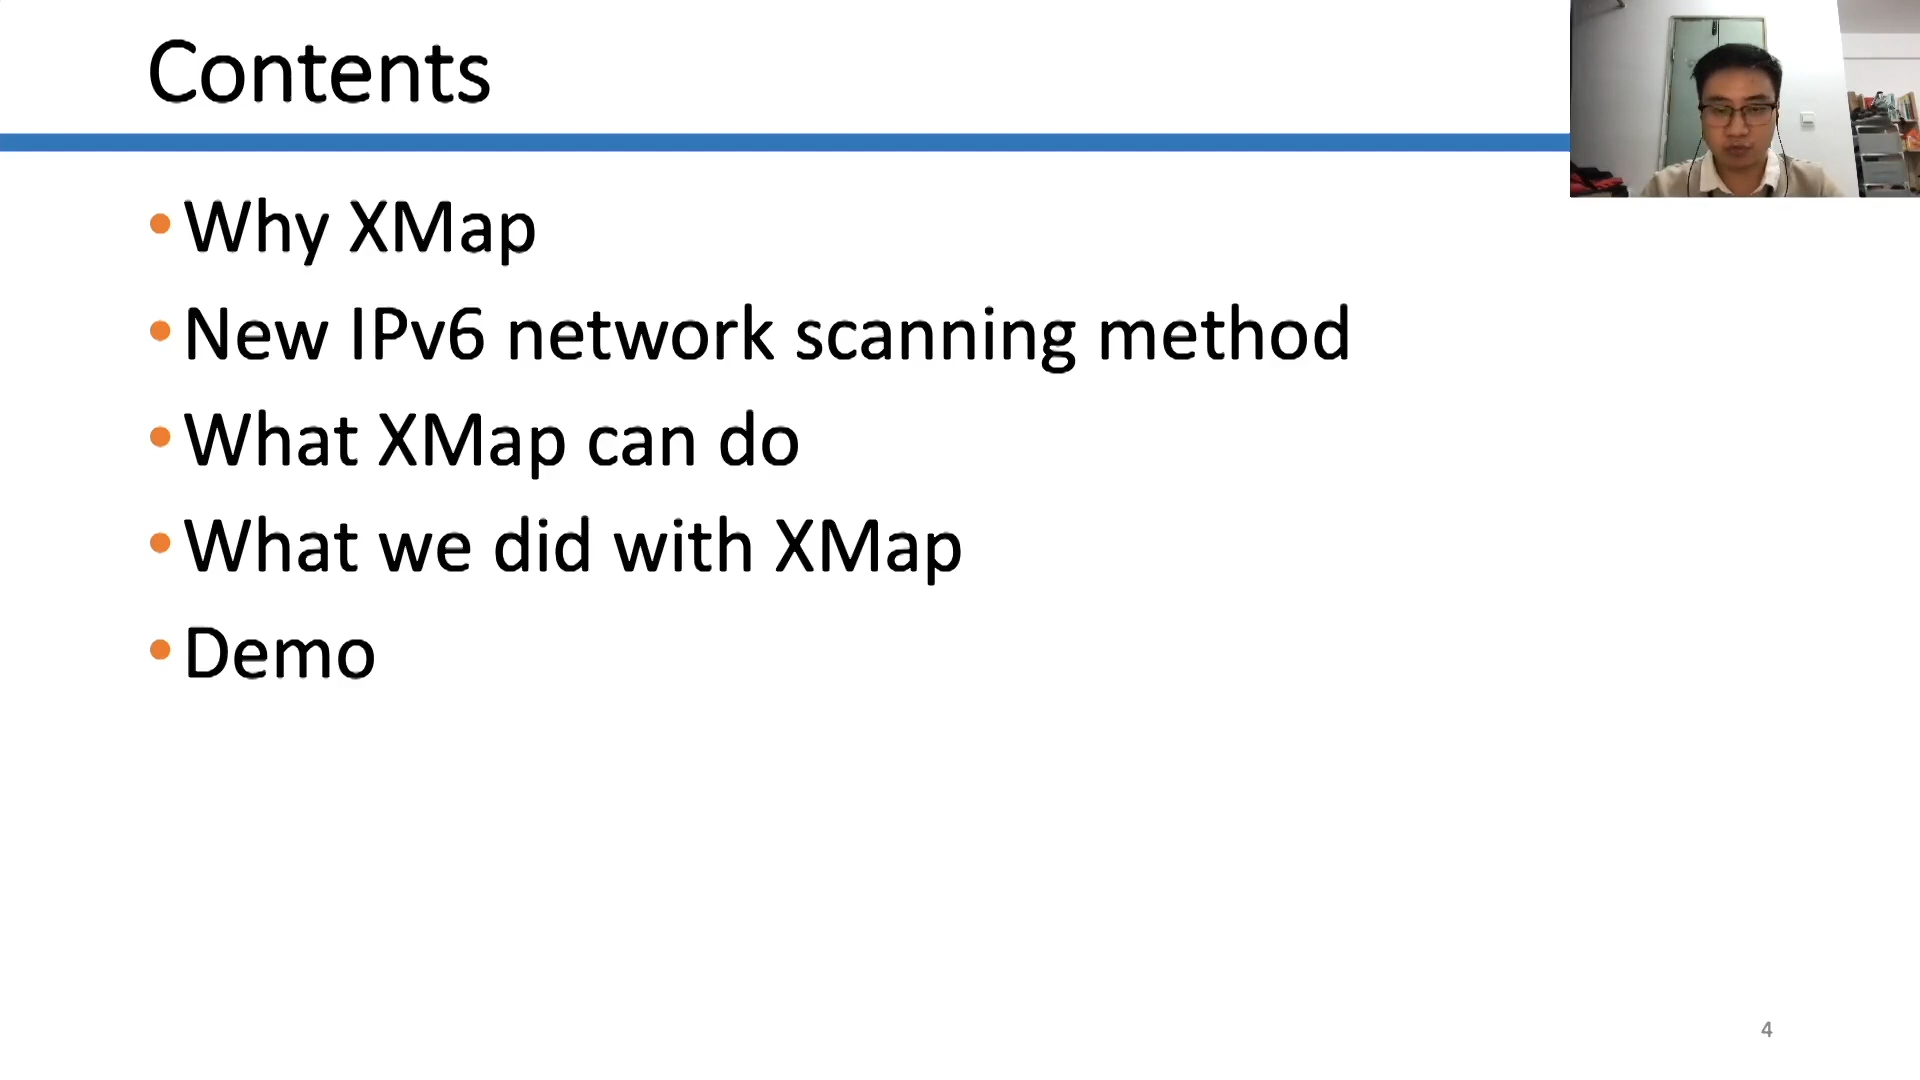 Contents
• Why XMap
• New IPv6 network scanning method
• What XMap can do
• What we did with XMap
• Demo
4